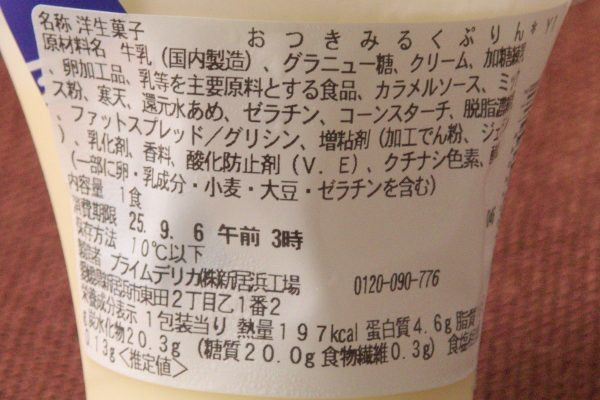 名称 洋生菓子 おつきみるくぷりん*Y1
原材料名 牛乳(国内製造)、グラニュー糖、クリーム、加糖練乳
、卵加工品、乳等を主要原料とする食品、カラメルソース、ミッ
クス粉、寒天、還元水あめ、ゼラチン、コーンスターチ、脱脂濃縮
、ファットスプレッド/グリシン、増粘剤(加工でん粉、ジェ
)、乳化剤、香料、酸化防止剤(V.E)、クチナシ色素、
(一部に卵・乳成分・小麦・大豆・ゼラチンを含む)
内容量 1食
消費期限 25.9.6 午前3時
保存方法 10℃以下
製造者 プライムデリカ(株)新居浜工場 0120-090-776
愛媛県新居浜市東田2丁目乙1番2
栄養成分表示 1包装当り 熱量197kcal 蛋白質4.6g 脂質
g 炭水化物20.3g (糖質20.0g 食物繊維0.3g) 食塩
0.13g<推定値>